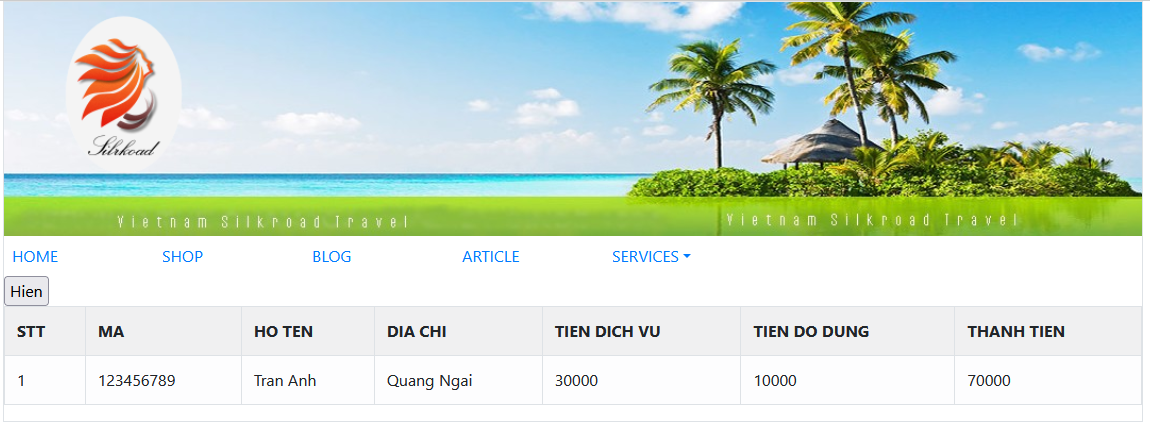 Silrkoad
Vietnam Silkroad Travel Vietnam Silkroad Travel
HOME SHOP BLOG ARTICLE SERVICES
Hien
STT MA HO TEN DIA CHI TIEN DICH VU TIEN DO DUNG THANH TIEN
1 123456789 Tran Anh Quang Ngai 30000 10000 70000